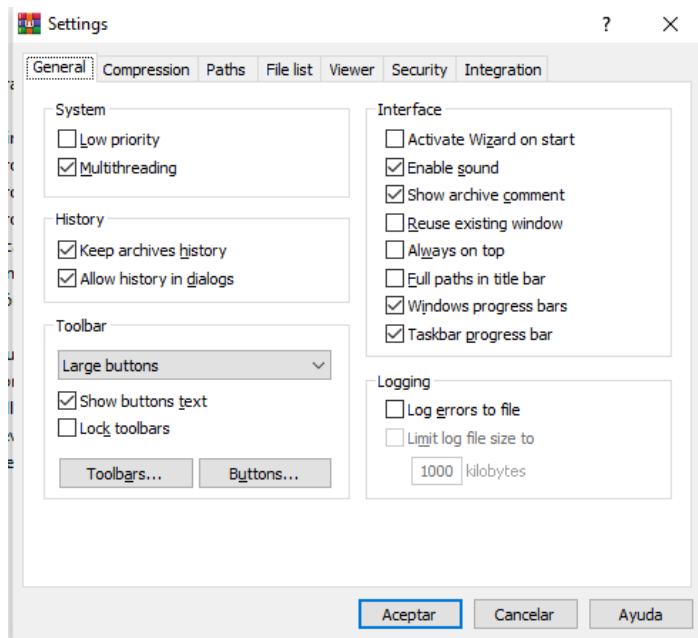 Settings
?
General Compression Paths File list Viewer Security Integration
System
Low priority
Multithreading
History
Keep archives history
Allow history in dialogs
Toolbar
Large buttons
Show buttons text
Lock toolbars
Toolbars... Buttons...
Interface
Activate Wizard on start
Enable sound
Show archive comment
Reuse existing window
Always on top
Full paths in title bar
Windows progress bars
Taskbar progress bar
Logging
Log errors to file
Limit log file size to
1000 kilobytes
Aceptar Cancelar Ayuda